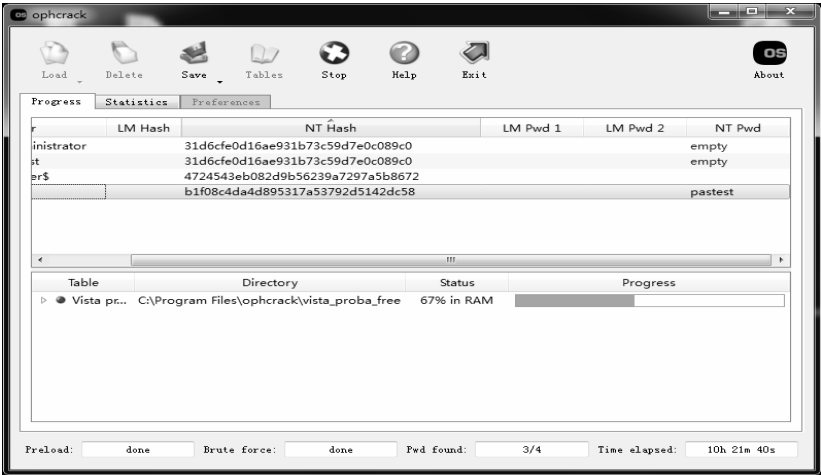 os ophcrack
Load Delete Save Tables Stop Help Exit
os About
Progress Statistics Preferences
r LM Hash NT Hash LM Pwd 1 LM Pwd 2 NT Pwd
inistrator 31d6cfe0d16ae931b73c59d7e0c089c0 empty
st 31d6cfe0d16ae931b73c59d7e0c089c0 empty
er$ 4724543eb082d9b56239a7297a5b8672
b1f08c4da4d895317a53792d5142dc58 pastest
Table Directory Status Progress
Vista pr... C:\Program Files\ophcrack\vista_proba_free 67% in RAM
Preload: done Brute force: done Pwd found: 3/4 Time elapsed: 10h 21m 40s